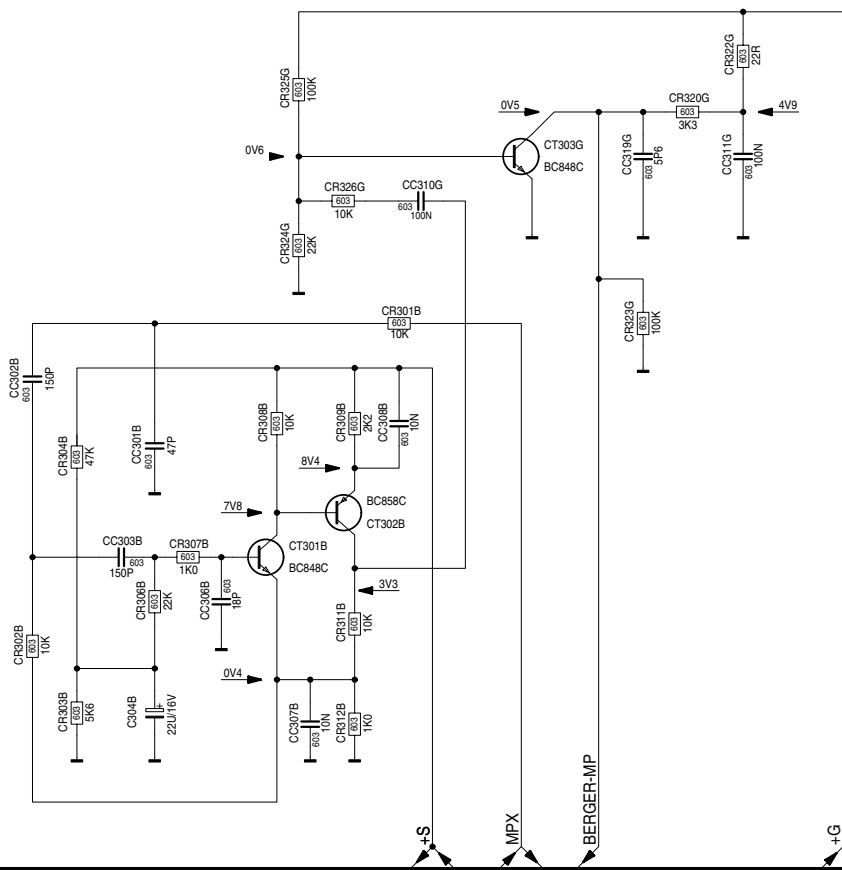 CR325G
603
100K
CR322G
603
22R
0V5
CR320G
603
3K3
4V9
CT303G
BC848C
CC319G
603
5P6
CC311G
603
100N
0V6
CR326G
603
10K
CC310G
603
100N
CR324G
603
22K
CR323G
603
100K
CR301B
603
10K
CC302B
603
150P
CR304B
603
47K
CC301B
603
47P
CR308B
603
10K
CR309B
603
2K2
CC308B
603
10N
8V4
7V8
BC858C
CT302B
CC303B
603
150P
CR307B
603
1K0
CT301B
BC848C
CR306B
603
22K
CC306B
603
18P
3V3
CR311B
603
10K
CR302B
603
10K
0V4
CR303B
603
5K6
C304B
+
22U/16V
CC307B
603
10N
CR312B
603
1K0
+S
MPX
BERGER-MP
+G